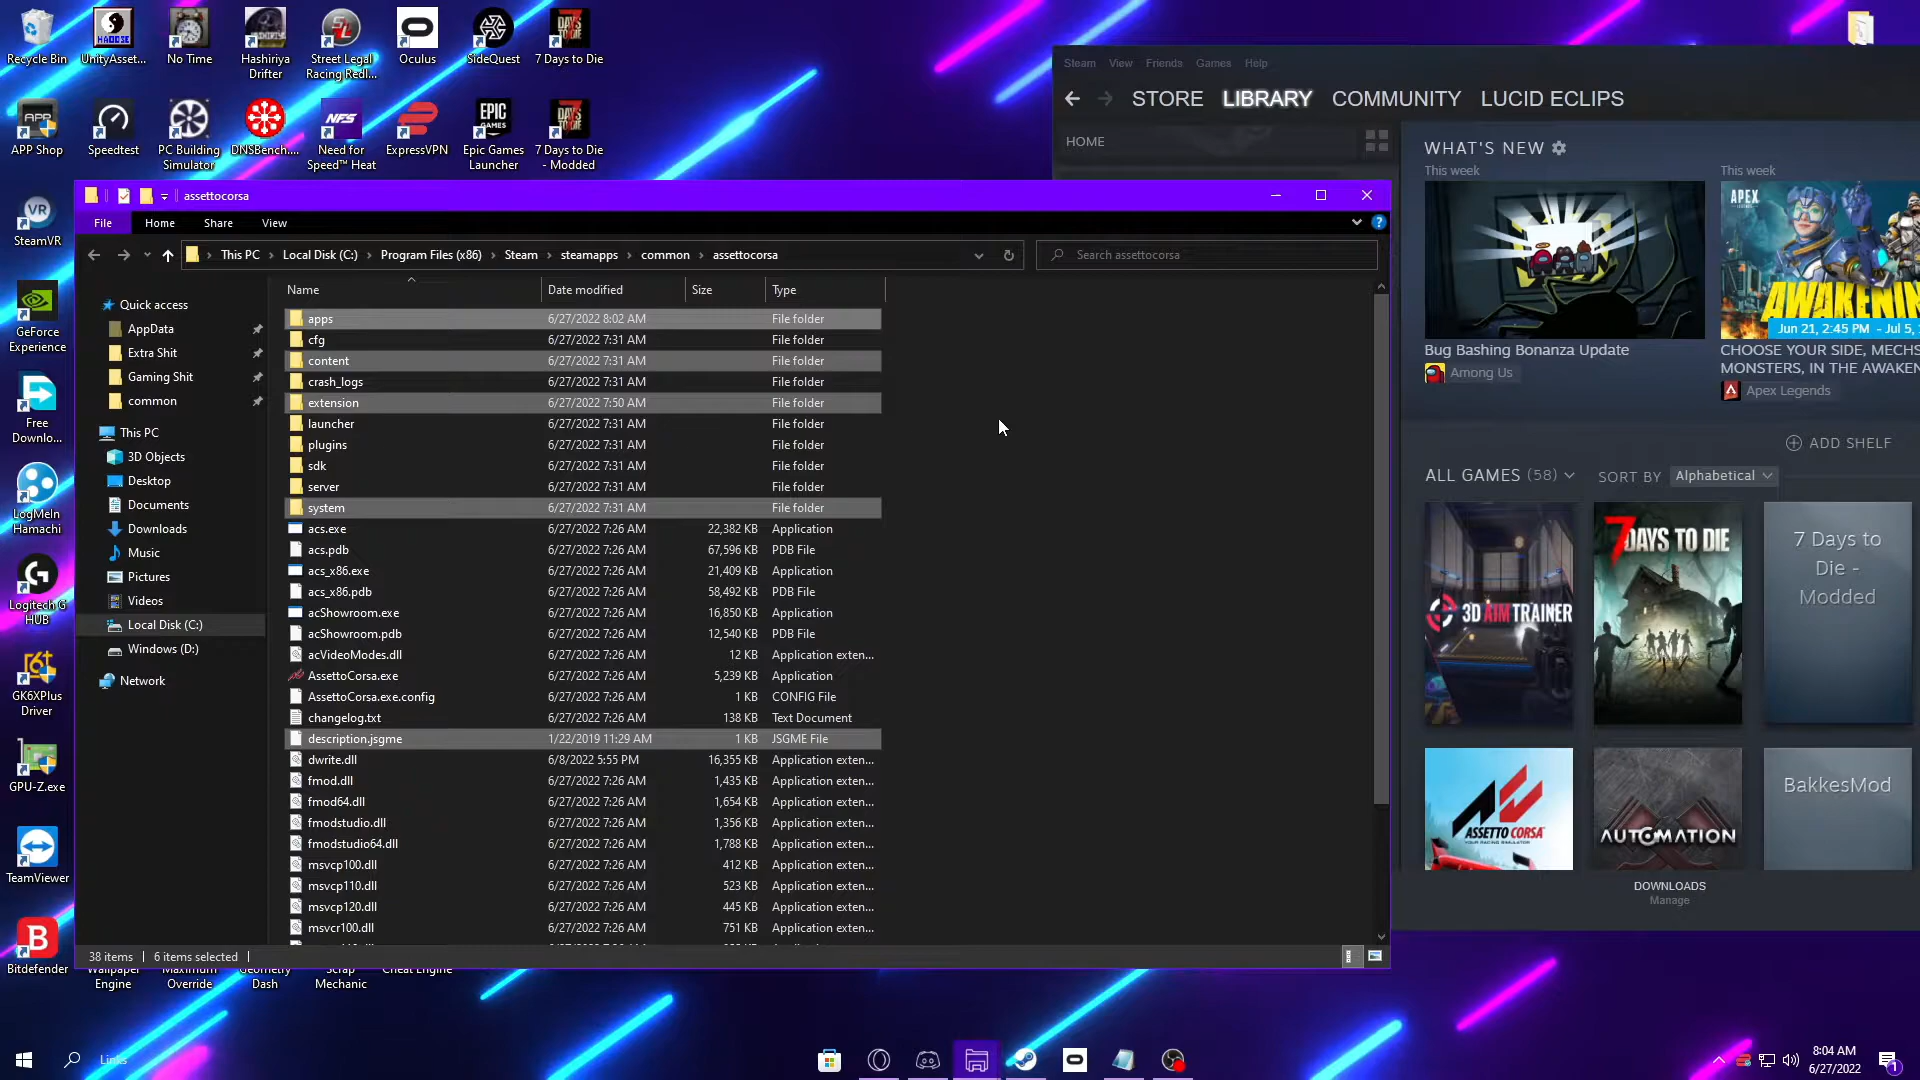 Recycle Bin
UnityAsset...
No Time
Hashiriya
Drifter
Street Legal
Racing Redl...
Oculus
SideQuest
7 Days to Die
APP Shop
Speedtest
PC Building
Simulator
DNSBench....
Need for
Speed™ Heat
ExpressVPN
Epic Games
Launcher
7 Days to Die
- Modded
SteamVR
GeForce
Experience
Free
Downlo...
LogMeIn
Hamachi
Logitech G
HUB
GK6XPlus
Driver
GPU-Z.exe
TeamViewer
Bitdefender
Wallpaper
Engine
Maximum
Override
Geometry
Dash
Scrap
Mechanic
Cheat Engine
assettocorsa
File
Home
Share
View
This PC > Local Disk (C:) > Program Files (x86) > Steam > steamapps > common > assettocorsa
Search assettocorsa
Quick access
AppData
Extra Shit
Gaming Shit
common
This PC
3D Objects
Desktop
Documents
Downloads
Music
Pictures
Videos
Local Disk (C:)
Windows (D:)
Network
Name Date modified Size Type
apps 6/27/2022 8:02 AM File folder
cfg 6/27/2022 7:31 AM File folder
content 6/27/2022 7:31 AM File folder
crash_logs 6/27/2022 7:31 AM File folder
extension 6/27/2022 7:50 AM File folder
launcher 6/27/2022 7:31 AM File folder
plugins 6/27/2022 7:31 AM File folder
sdk 6/27/2022 7:31 AM File folder
server 6/27/2022 7:31 AM File folder
system 6/27/2022 7:31 AM File folder
acs.exe 6/27/2022 7:26 AM 22,382 KB Application
acs.pdb 6/27/2022 7:26 AM 67,596 KB PDB File
acs_x86.exe 6/27/2022 7:26 AM 21,409 KB Application
acs_x86.pdb 6/27/2022 7:26 AM 58,492 KB PDB File
acShowroom.exe 6/27/2022 7:26 AM 16,850 KB Application
acShowroom.pdb 6/27/2022 7:26 AM 12,540 KB PDB File
acVideoModes.dll 6/27/2022 7:26 AM 12 KB Application exten...
AssettoCorsa.exe 6/27/2022 7:26 AM 5,239 KB Application
AssettoCorsa.exe.config 6/27/2022 7:26 AM 1 KB CONFIG File
changelog.txt 6/27/2022 7:26 AM 138 KB Text Document
description.jsgme 1/22/2019 11:29 AM 1 KB JSGME File
dwrite.dll 6/8/2022 5:55 PM 16,355 KB Application exten...
fmod.dll 6/27/2022 7:26 AM 1,435 KB Application exten...
fmod64.dll 6/27/2022 7:26 AM 1,654 KB Application exten...
fmodstudio.dll 6/27/2022 7:26 AM 1,356 KB Application exten...
fmodstudio64.dll 6/27/2022 7:26 AM 1,788 KB Application exten...
msvcp100.dll 6/27/2022 7:26 AM 412 KB Application exten...
msvcp110.dll 6/27/2022 7:26 AM 523 KB Application exten...
msvcp120.dll 6/27/2022 7:26 AM 445 KB Application exten...
msvcr100.dll 6/27/2022 7:26 AM 751 KB Application exten...
38 items
6 items selected
Steam View Friends Games Help
STORE LIBRARY COMMUNITY LUCID ECLIPS
HOME
WHAT'S NEW
This week
This week
APEX
AWAKENIN
Jun 21, 2:45 PM - Jul 5,
Bug Bashing Bonanza Update
Among Us
CHOOSE YOUR SIDE, MECHS
MONSTERS, IN THE AWAKEN
Apex Legends
ADD SHELF
ALL GAMES (58)
SORT BY Alphabetical
3D AIM TRAINER
7 DAYS TO DIE
7 Days to
Die -
Modded
ASSETTO CORSA
YOUR RACING SIMULATOR
AUTOMATION
BakkesMod
DOWNLOADS
Manage
Links
8:04 AM
6/27/2022
1